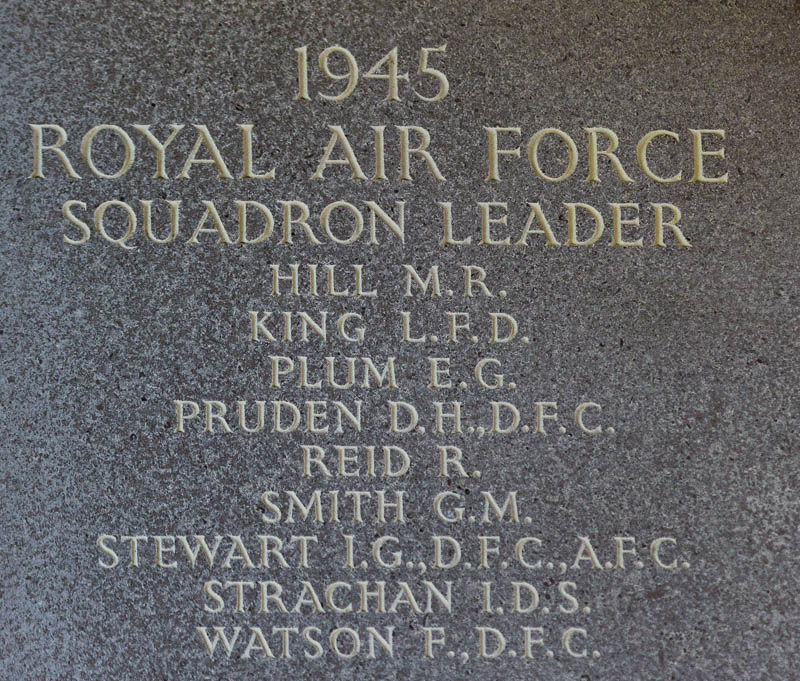 1945
ROYAL AIR FORCE
SQUADRON LEADER
HILL M.R.
KING L.F.D.
PLUM E.G.
PRUDEN D.H.,D.F.C.
REID R.
SMITH G.M.
STEWART I.G.,D.F.C.,A.F.C.
STRACHAN I.D.S.
WATSON F.,D.F.C.